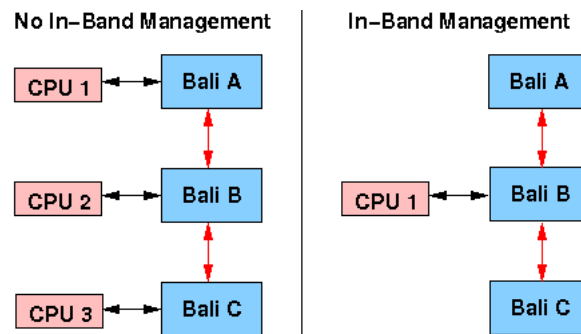 No In-Band Management
CPU 1
Bali A
CPU 2
Bali B
CPU 3
Bali C
In-Band Management
Bali A
CPU 1
Bali B
Bali C